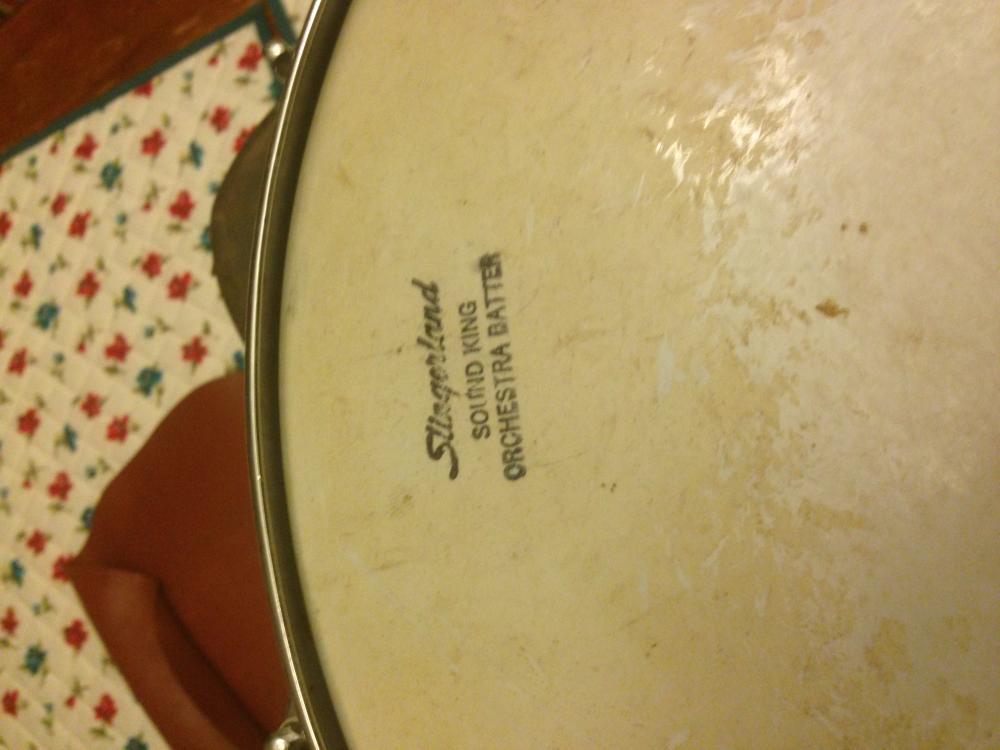 Slingerland
SOUND KING
ORCHESTRA BATTER